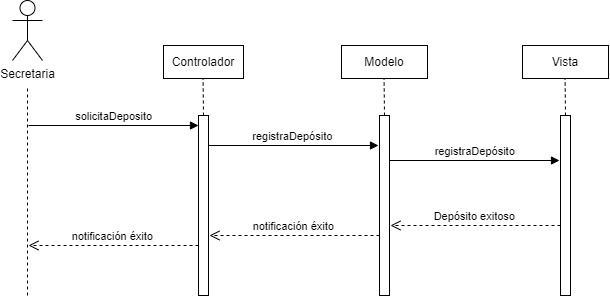 Secretaria
Controlador
Modelo
Vista
solicitaDeposito
registraDepósito
registraDepósito
Depósito exitoso
notificación éxito
notificación éxito